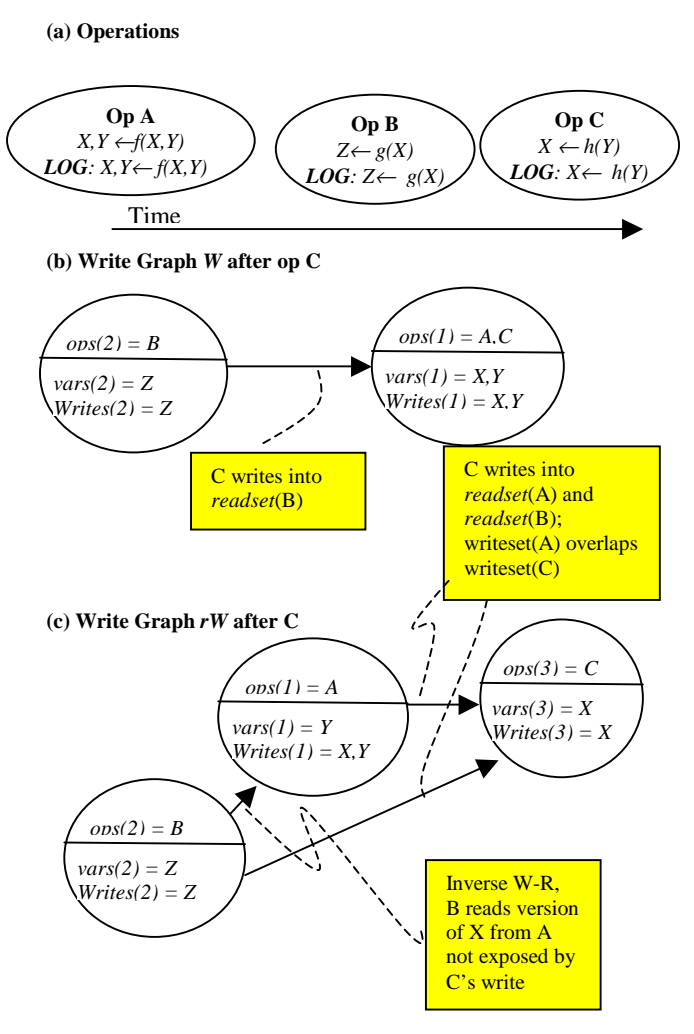 (a) Operations
Op A
X,Y ←f(X,Y)
LOG: X,Y←f(X,Y)
Op B
Z← g(X)
LOG: Z← g(X)
Op C
X ← h(Y)
LOG: X← h(Y)
Time
(b) Write Graph W after op C
ops(2) = B
vars(2) = Z
Writes(2) = Z
ops(1) = A,C
vars(1) = X,Y
Writes(1) = X,Y
C writes into
readset(B)
C writes into
readset(A) and
readset(B);
writeset(A) overlaps
writeset(C)
(c) Write Graph rW after C
ops(1) = A
vars(1) = Y
Writes(1) = X,Y
ops(3) = C
vars(3) = X
Writes(3) = X
ops(2) = B
vars(2) = Z
Writes(2) = Z
Inverse W-R,
B reads version
of X from A
not exposed by
C's write